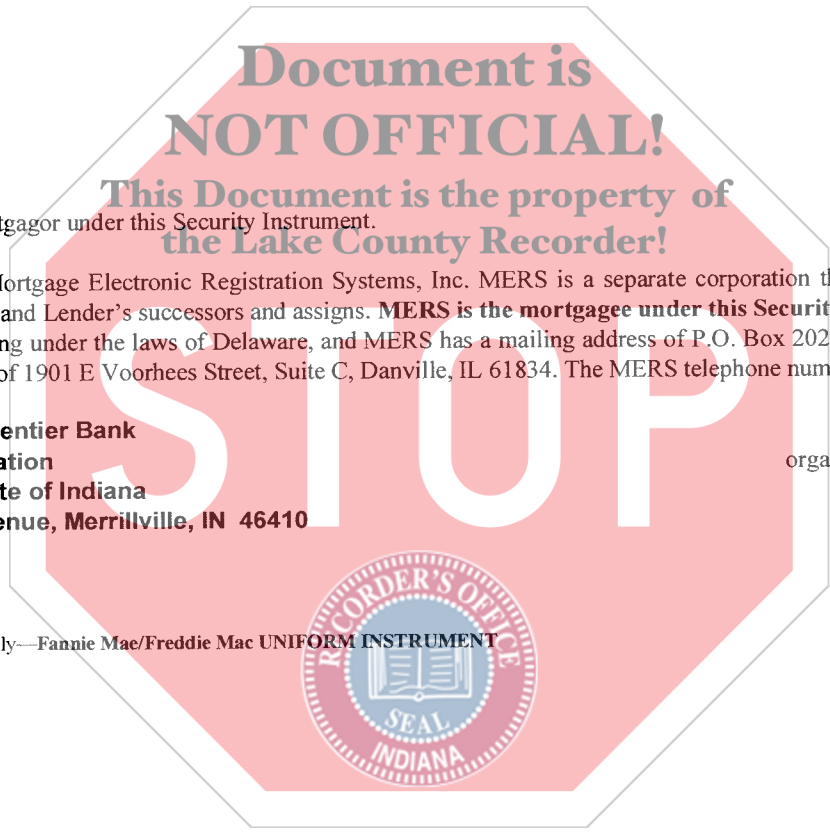 Document is
NOT OFFICIAL!
This Document is the property of
the Lake County Recorder!
tgagor under this Security Instrument.
Mortgage Electronic Registration Systems, Inc. MERS is a separate corporation t
and Lender's successors and assigns. MERS is the mortgagee under this Securit
ng under the laws of Delaware, and MERS has a mailing address of P.O. Box 202
of 1901 E Voorhees Street, Suite C, Danville, IL 61834. The MERS telephone num
entier Bank
ation
orga
te of Indiana
enue, Merrillville, IN 46410
STOP
ly—Fannie Mae/Freddie Mac UNIFORM INSTRUMENT
RECORDER'S OFFICE
SEAL
INDIANA